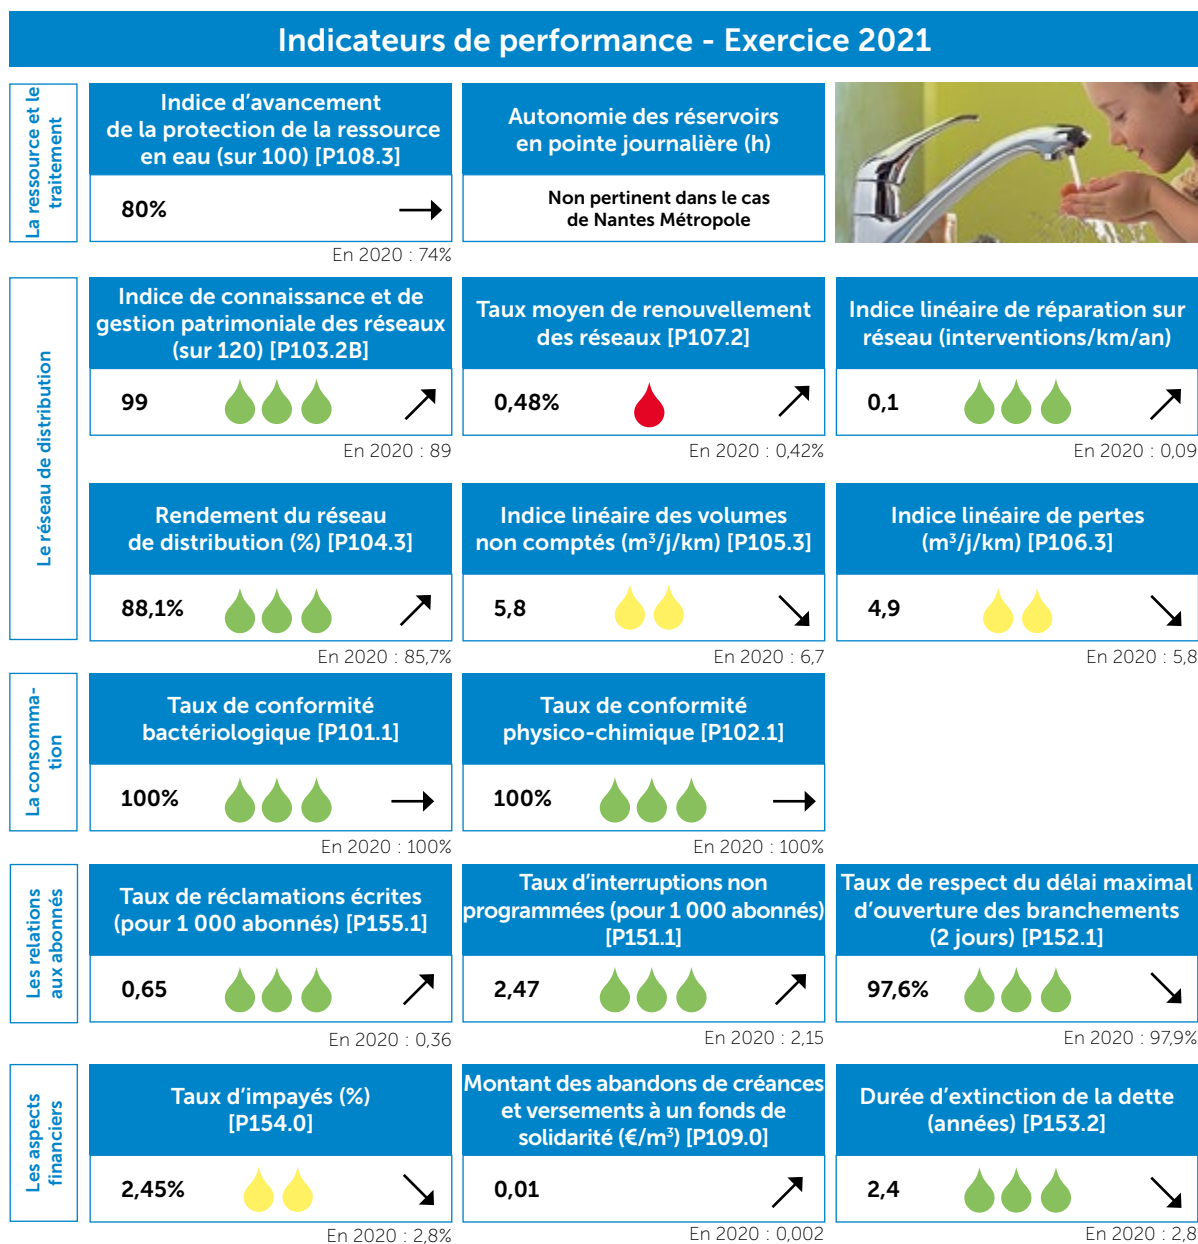 Indicateurs de performance - Exercice 2021
La ressource et le
traitement
Indice d'avancement
de la protection de la ressource
en eau (sur 100) [P108.3]
80%
En 2020 : 74%
Autonomie des réservoirs
en pointe journalière (h)
Non pertinent dans le cas
de Nantes Métropole
Le réseau de distribution
Indice de connaissance et de
gestion patrimoniale des réseaux
(sur 120) [P103.2B]
99
En 2020 : 89
Taux moyen de renouvellement
des réseaux [P107.2]
0,48%
En 2020 : 0,42%
Indice linéaire de réparation sur
réseau (interventions/km/an)
0,1
En 2020 : 0,09
Rendement du réseau
de distribution (%) [P104.3]
88,1%
En 2020 : 85,7%
Indice linéaire des volumes
non comptés (m³/j/km) [P105.3]
5,8
En 2020 : 6,7
Indice linéaire de pertes
(m³/j/km) [P106.3]
4,9
En 2020 : 5,8
La consomma-
tion
Taux de conformité
bactériologique [P101.1]
100%
En 2020 : 100%
Taux de conformité
physico-chimique [P102.1]
100%
En 2020 : 100%
Les relations
aux abonnés
Taux de réclamations écrites
(pour 1 000 abonnés) [P155.1]
0,65
En 2020 : 0,36
Taux d'interruptions non
programmées (pour 1 000 abonnés)
[P151.1]
2,47
En 2020 : 2,15
Taux de respect du délai maximal
d'ouverture des branchements
(2 jours) [P152.1]
97,6%
En 2020 : 97,9%
Les aspects
financiers
Taux d'impayés (%)
[P154.0]
2,45%
En 2020 : 2,8%
Montant des abandons de créances
et versements à un fonds de
solidarité (€/m³) [P109.0]
0,01
En 2020 : 0,002
Durée d'extinction de la dette
(années) [P153.2]
2,4
En 2020 : 2,8